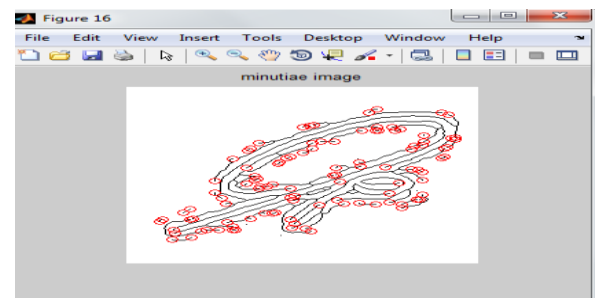 Figure 16
File Edit View Insert Tools Desktop Window Help
minutiae image